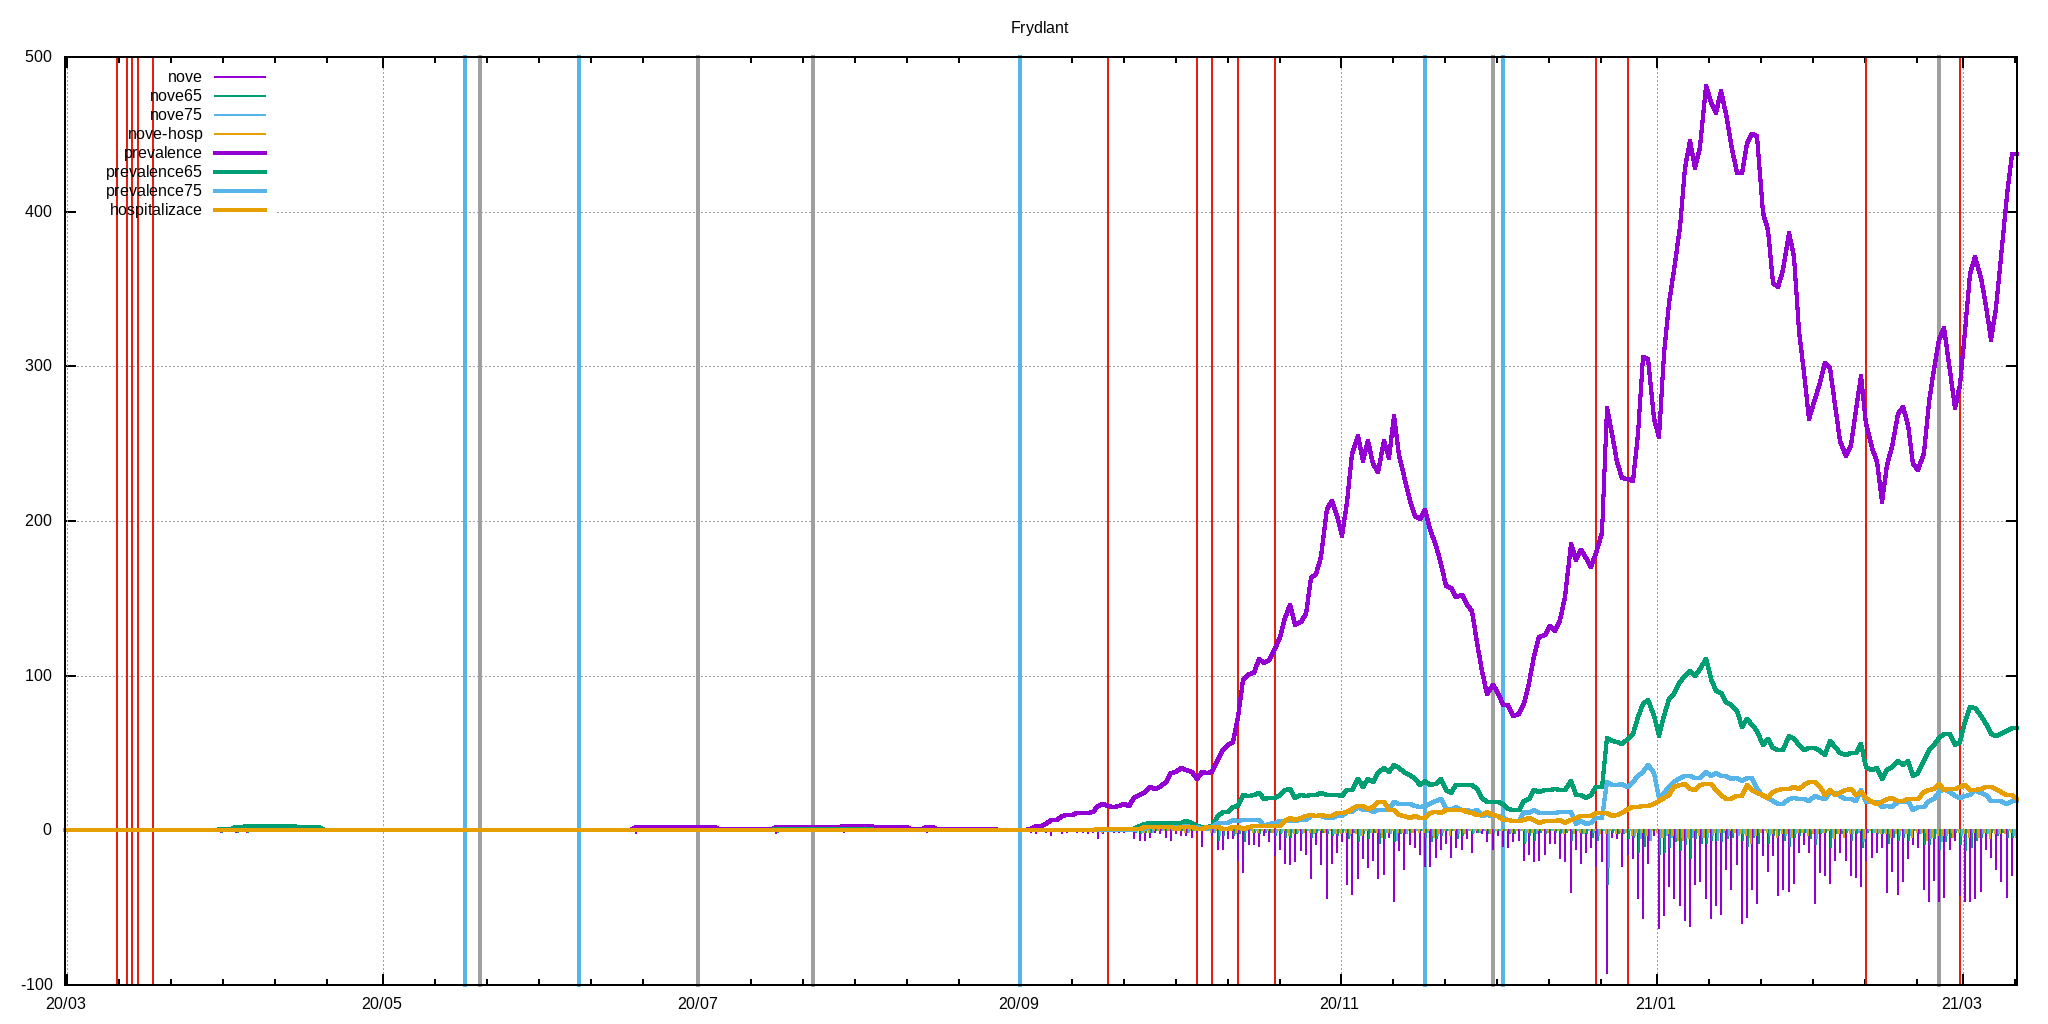 Frydlant
500
nove
nove65
nove75
nove-hosp
prevalence
prevalence65
prevalence75
hospitalizace
400
300
200
100
0
-100
20/03 20/05 20/07 20/09 20/11 21/01 21/03